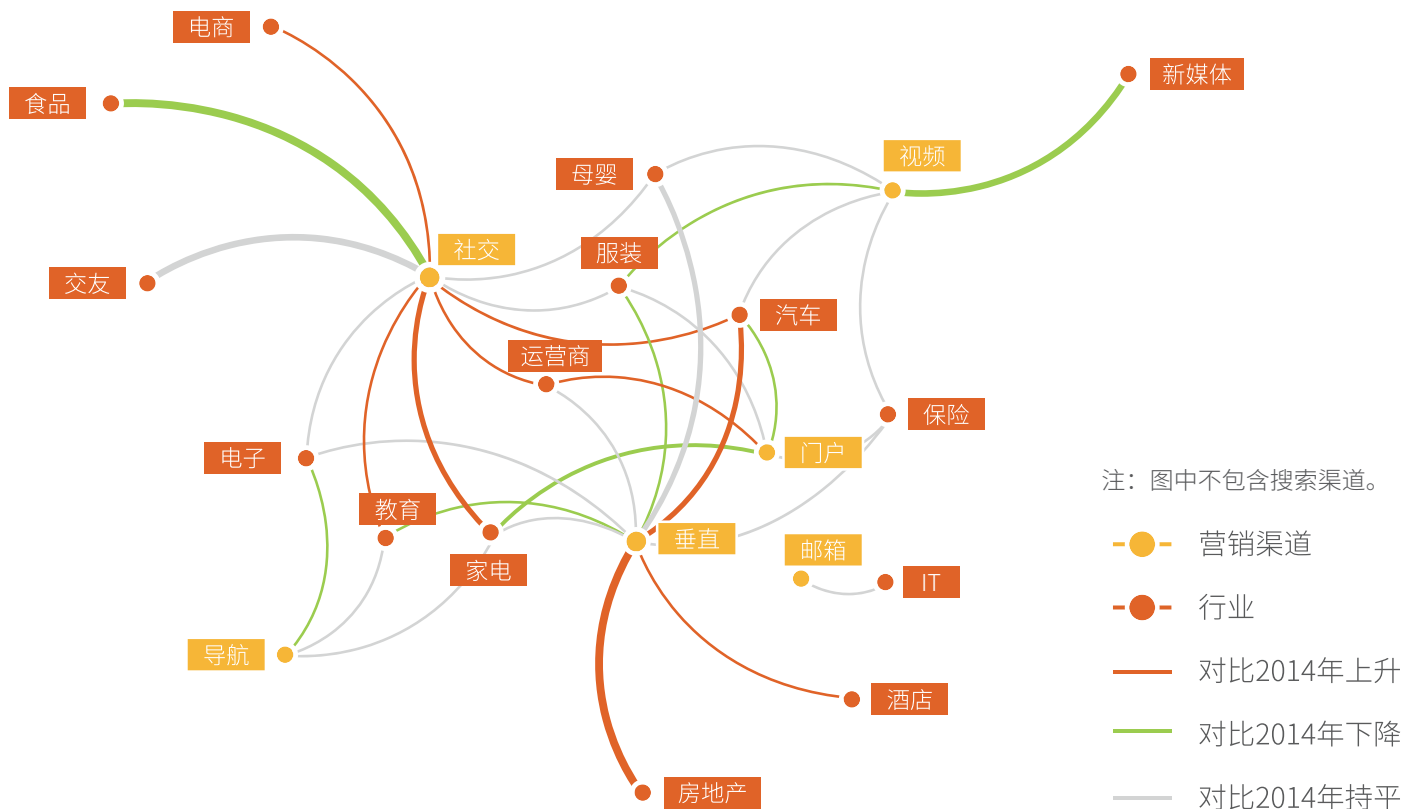 电商
食品
新媒体
视频
母婴
社交
服装
交友
汽车
运营商
保险
门户
电子
注：图中不包含搜索渠道。
教育
垂直
营销渠道
邮箱
家电
IT
行业
导航
对比2014年上升
酒店
对比2014年下降
房地产
对比2014年持平